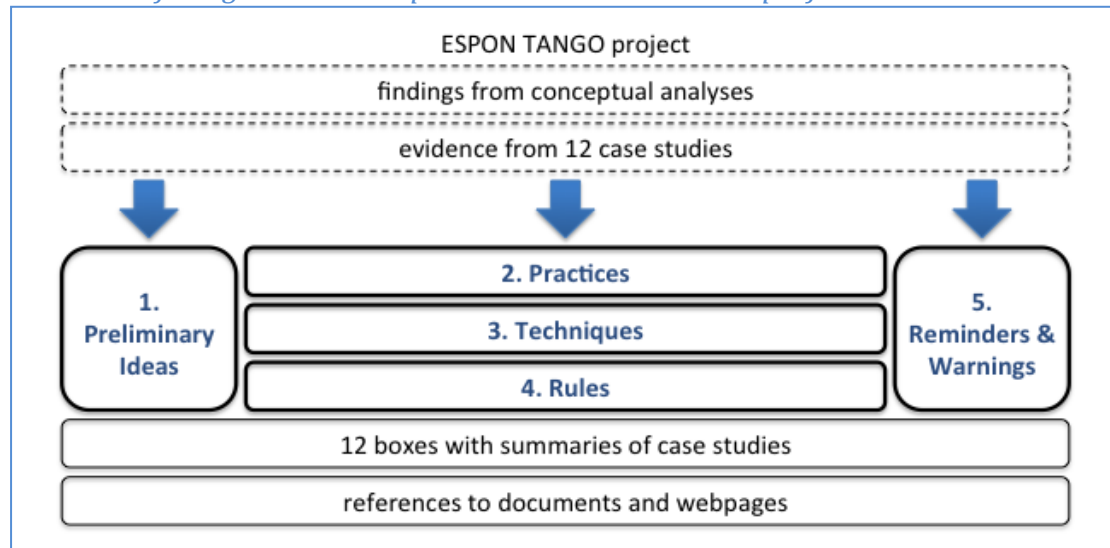 ESPON TANGO project
findings from conceptual analyses
evidence from 12 case studies
1.
Preliminary
Ideas
2. Practices
3. Techniques
4. Rules
5.
Reminders &
Warnings
12 boxes with summaries of case studies
references to documents and webpages